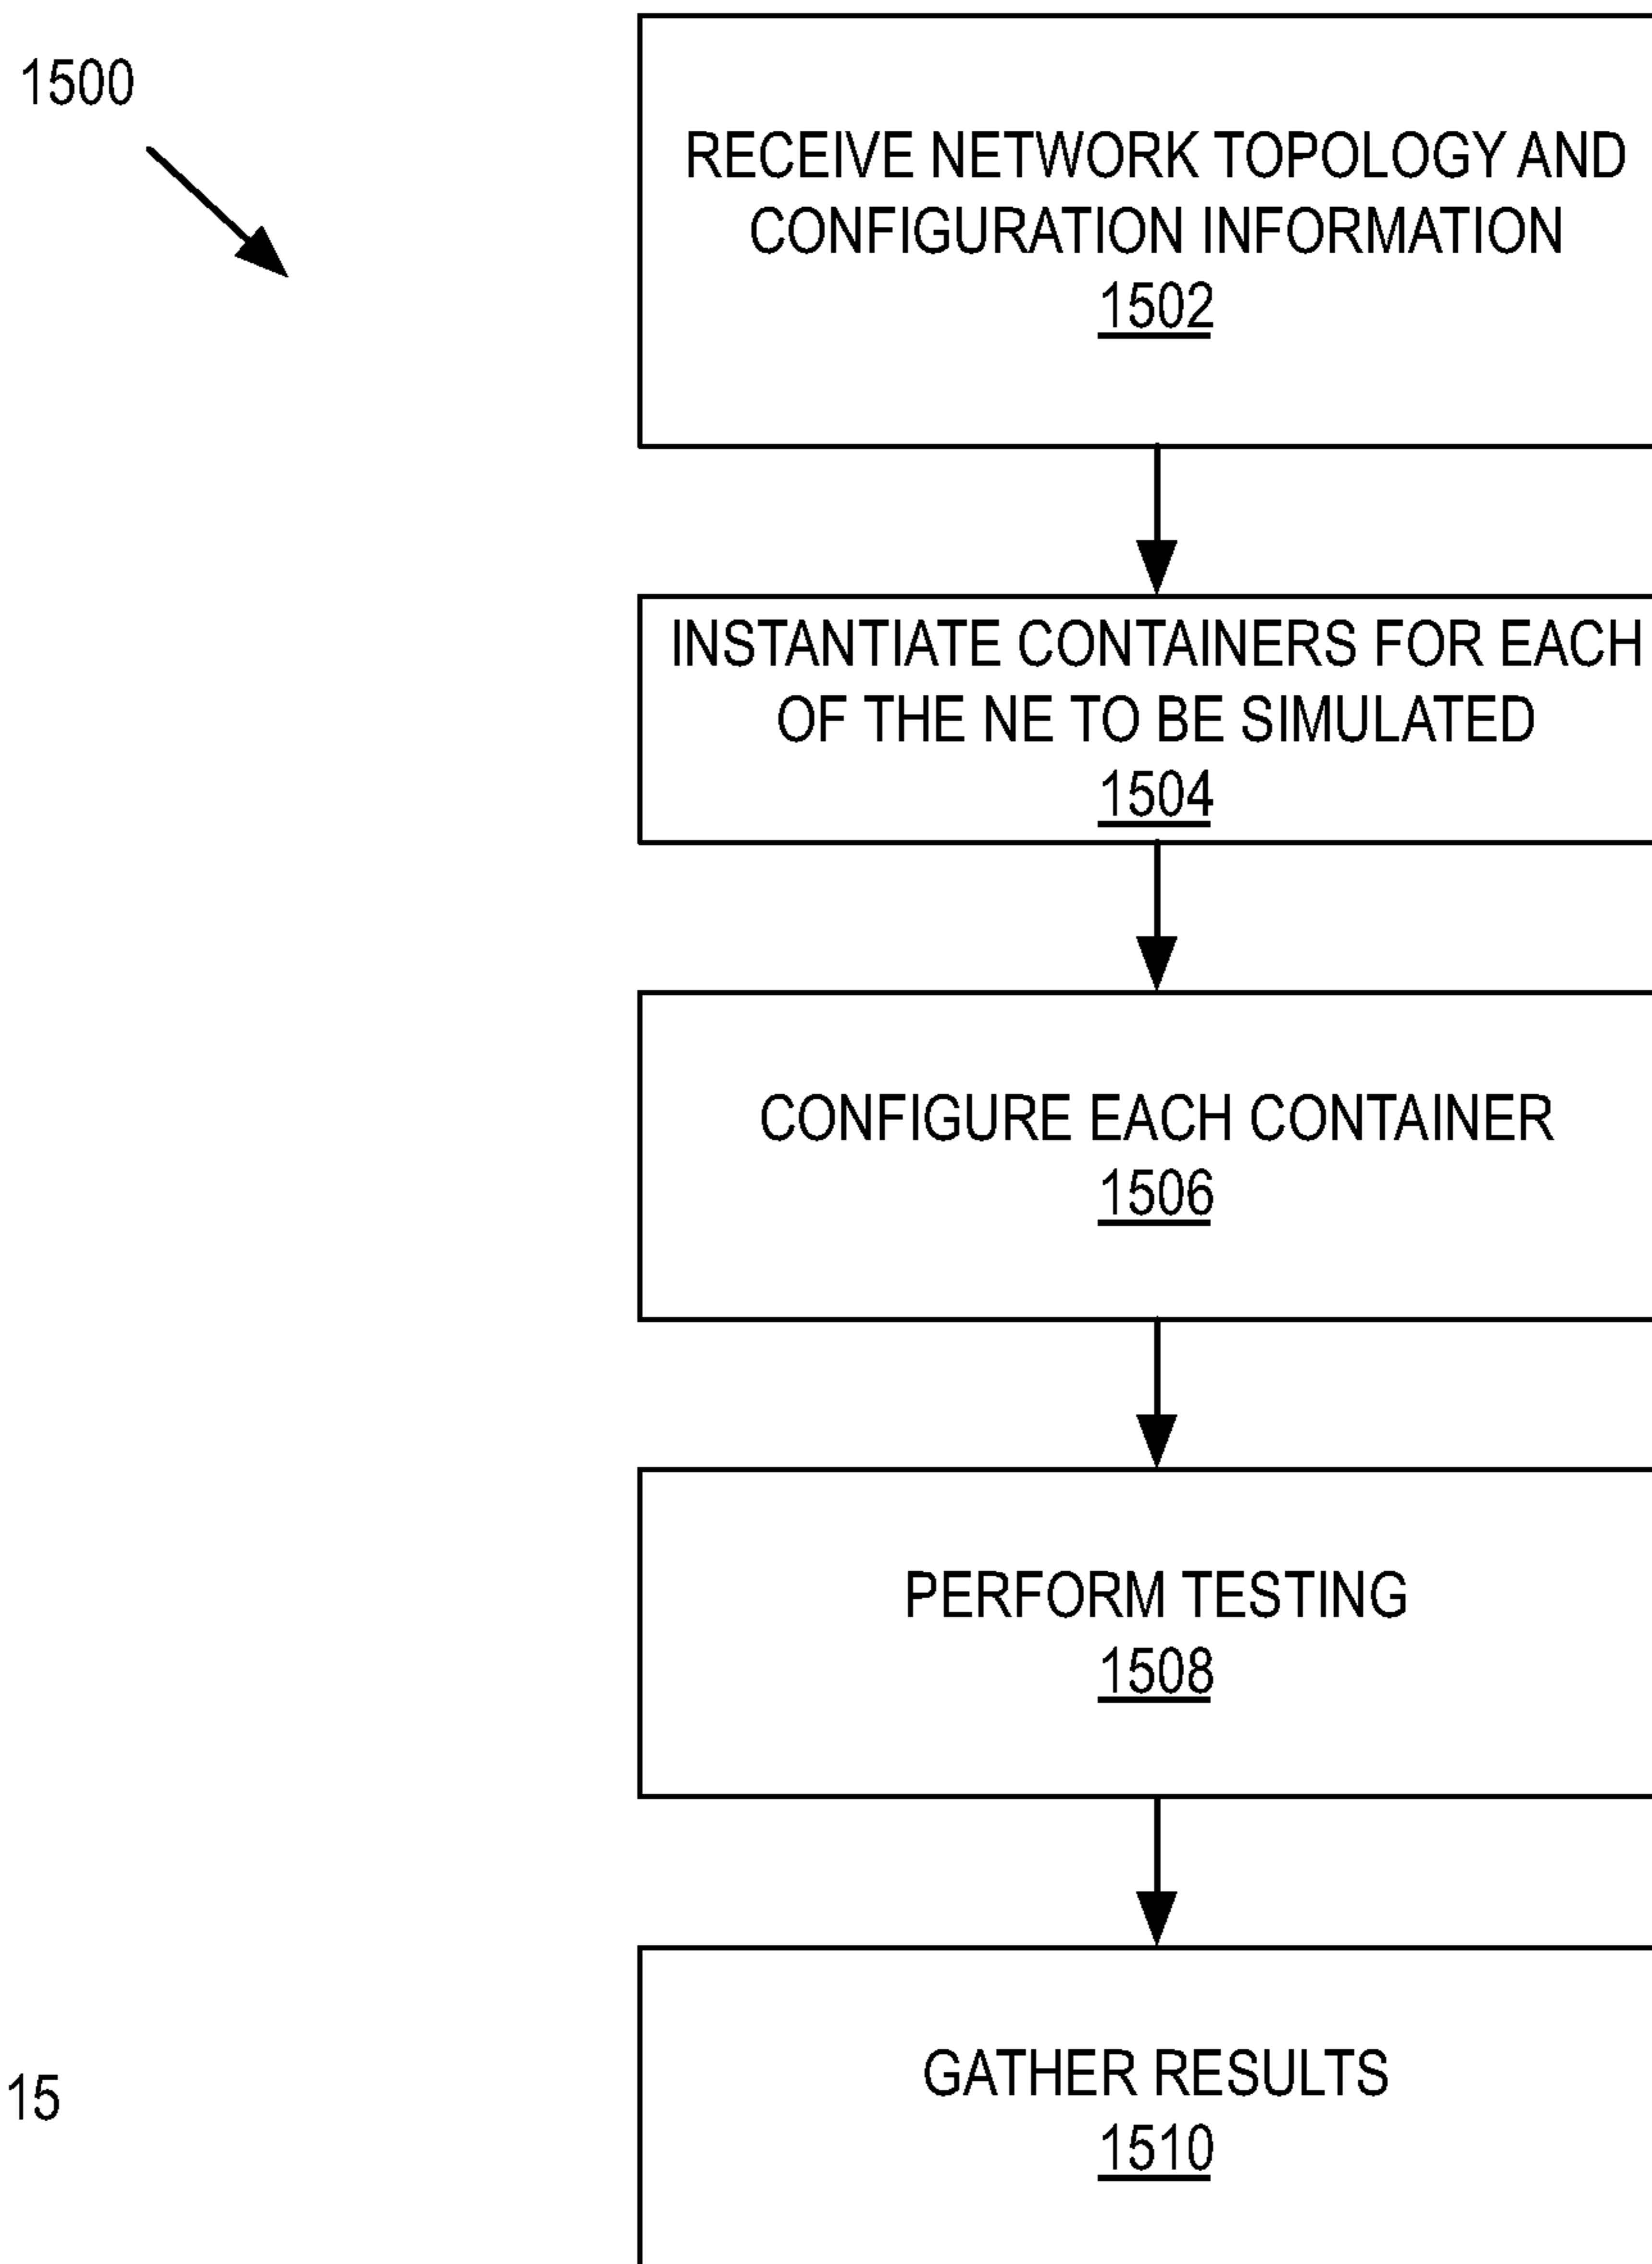 1500
RECEIVE NETWORK TOPOLOGY AND
CONFIGURATION INFORMATION
1502
INSTANTIATE CONTAINERS FOR EACH
OF THE NE TO BE SIMULATED
1504
CONFIGURE EACH CONTAINER
1506
PERFORM TESTING
1508
GATHER RESULTS
1510
15